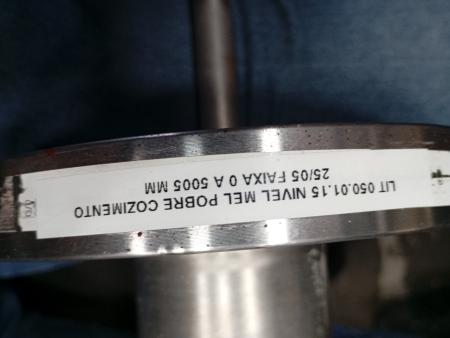 LIT 050.01.15 NIVEL MEL POBRE COZIMENTO
25/05 FAIXA 0 A 5005 MM